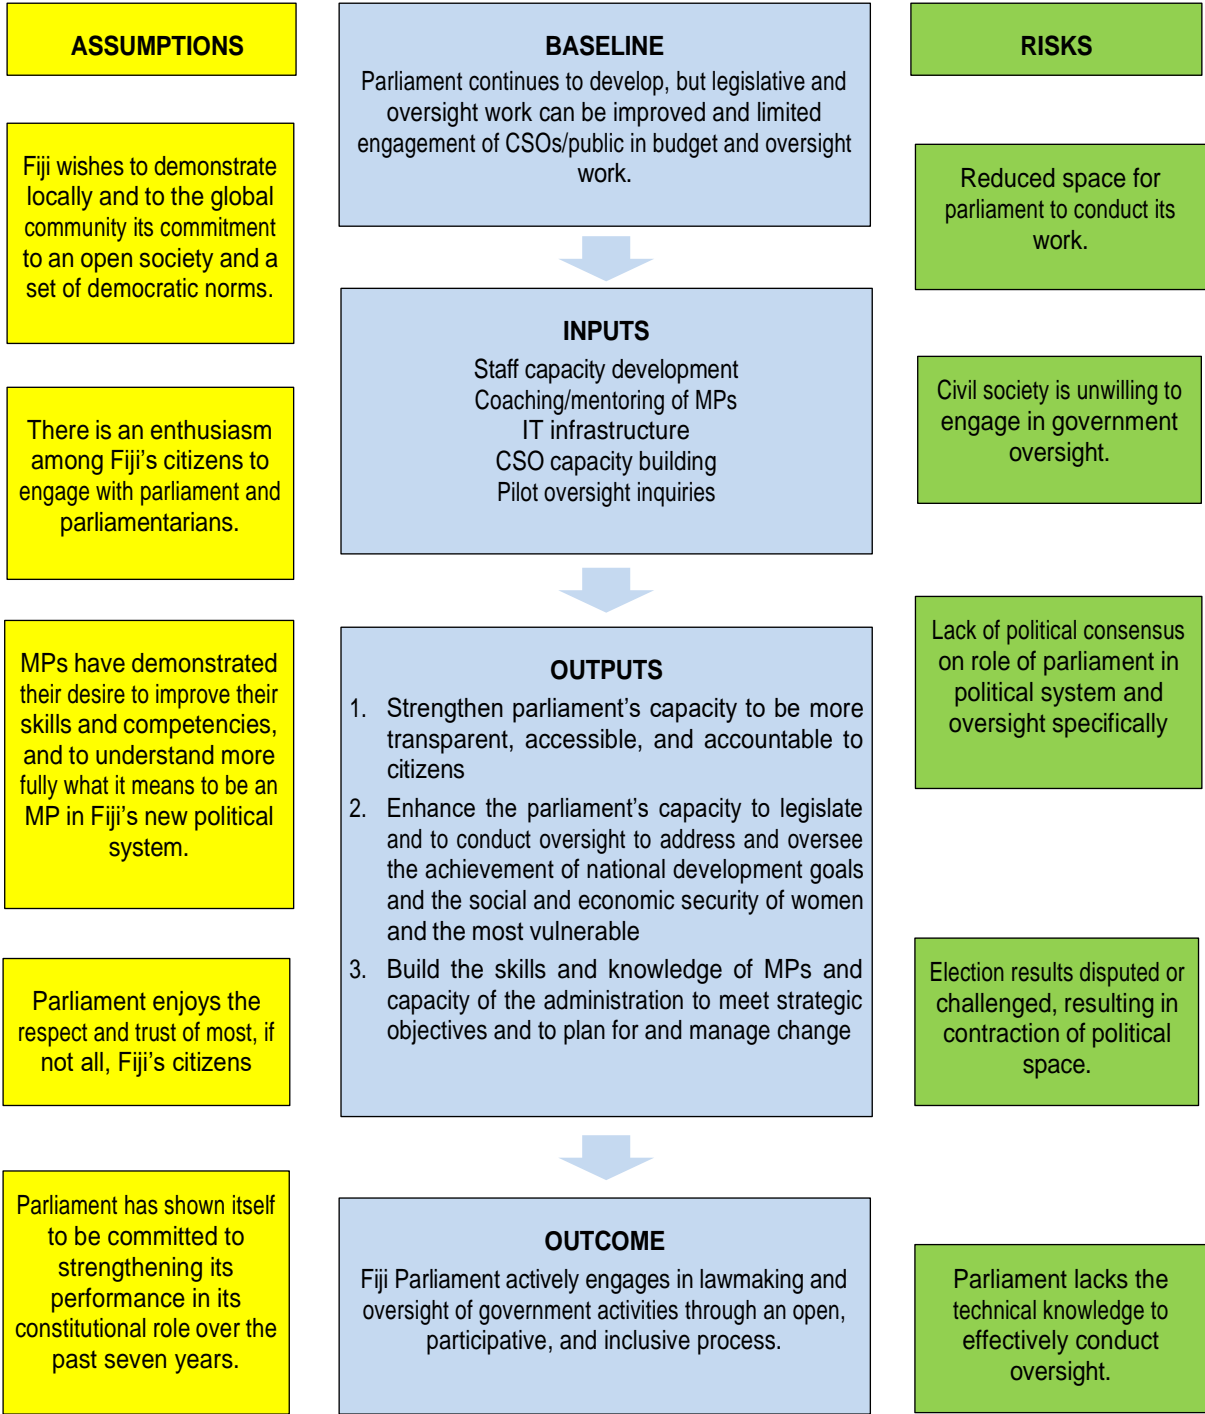 ASSUMPTIONS
Fiji wishes to demonstrate
locally and to the global
community its commitment
to an open society and a
set of democratic norms.
There is an enthusiasm
among Fiji’s citizens to
engage with parliament and
parliamentarians.
MPs have demonstrated
their desire to improve their
skills and competencies,
and to understand more
fully what it means to be an
MP in Fiji’s new political
system.
Parliament enjoys the
respect and trust of most, if
not all, Fiji’s citizens
Parliament has shown itself
to be committed to
strengthening its
performance in its
constitutional role over the
past seven years.
BASELINE
Parliament continues to develop, but legislative and
oversight work can be improved and limited
engagement of CSOs/public in budget and oversight
work.
INPUTS
Staff capacity development
Coaching/mentoring of MPs
IT infrastructure
CSO capacity building
Pilot oversight inquiries
OUTPUTS
1. Strengthen parliament’s capacity to be more
transparent, accessible, and accountable to
citizens
2. Enhance the parliament’s capacity to legislate
and to conduct oversight to address and oversee
the achievement of national development goals
and the social and economic security of women
and the most vulnerable
3. Build the skills and knowledge of MPs and
capacity of the administration to meet strategic
objectives and to plan for and manage change
OUTCOME
Fiji Parliament actively engages in lawmaking and
oversight of government activities through an open,
participative, and inclusive process.
RISKS
Reduced space for
parliament to conduct its
work.
Civil society is unwilling to
engage in government
oversight.
Lack of political consensus
on role of parliament in
political system and
oversight specifically
Election results disputed or
challenged, resulting in
contraction of political
space.
Parliament lacks the
technical knowledge to
effectively conduct
oversight.